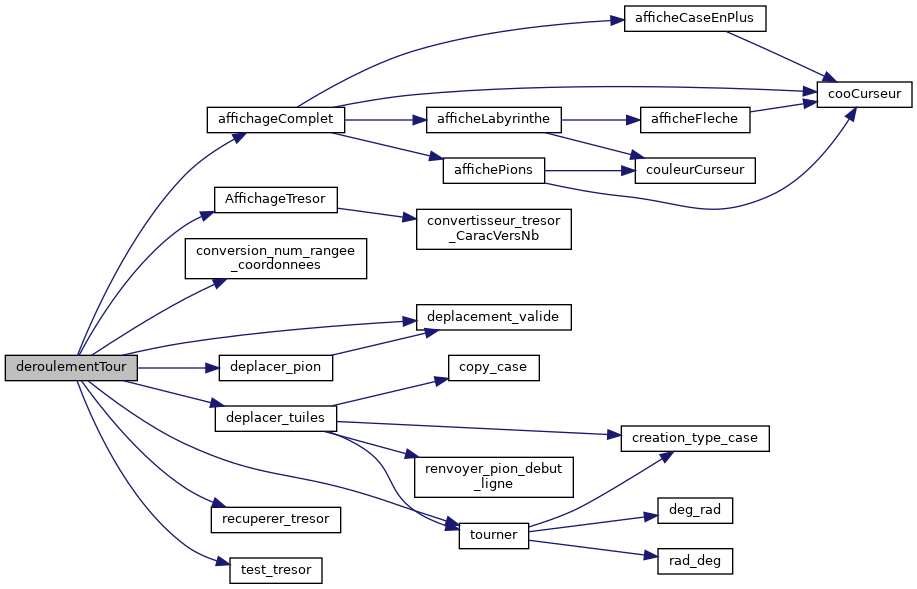 afficheCaseEnPlus
cooCurseur
affichageComplet
afficheLabyrinthe
afficheFleche
affichePions
couleurCurseur
AffichageTresor
convertisseur_tresor
_CaracVersNb
conversion_num_rangee
_coordonnees
deplacement_valide
deroulementTour
deplacer_pion
copy_case
deplacer_tuiles
creation_type_case
renvoyer_pion_debut
_ligne
recuperer_tresor
deg_rad
tourner
rad_deg
test_tresor